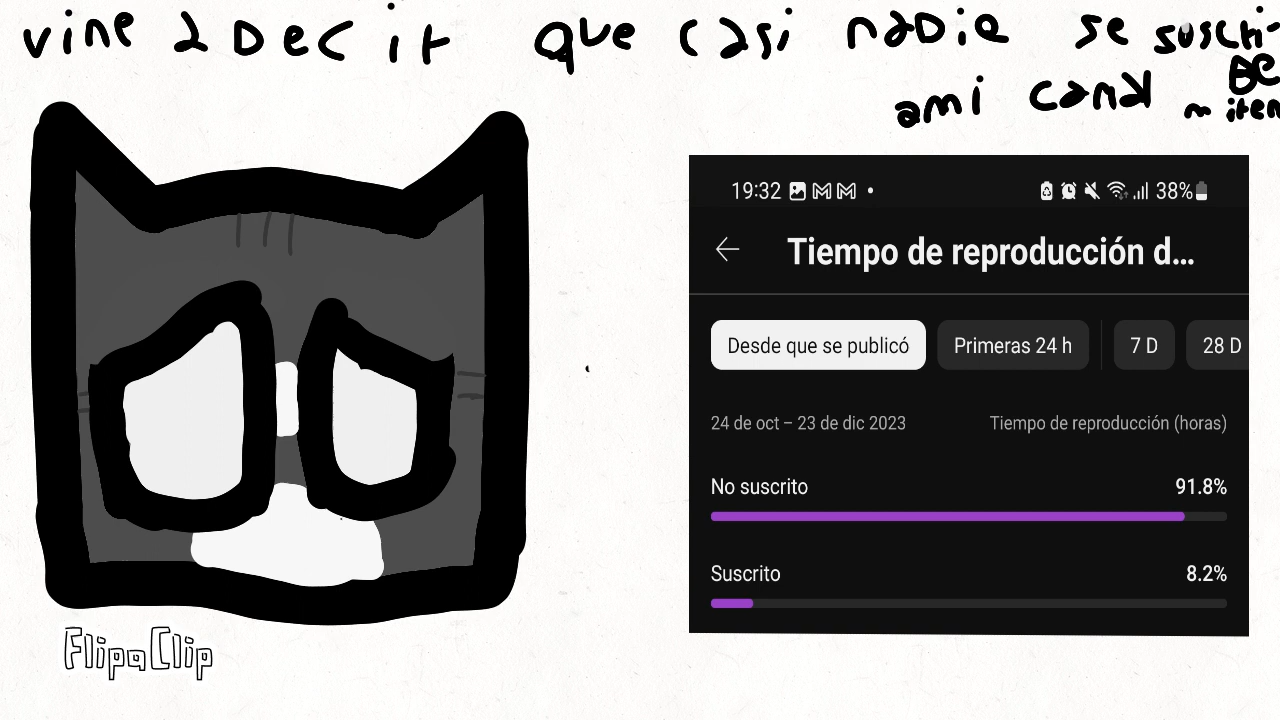 vine a Decir que casi naDie se suscri-
Be
ami canal miren
19:32 38%
Tiempo de reproducción d...
Desde que se publicó Primeras 24 h 7 D 28 D
24 de oct – 23 de dic 2023 Tiempo de reproducción (horas)
No suscrito 91.8%
Suscrito 8.2%
FlipaClip